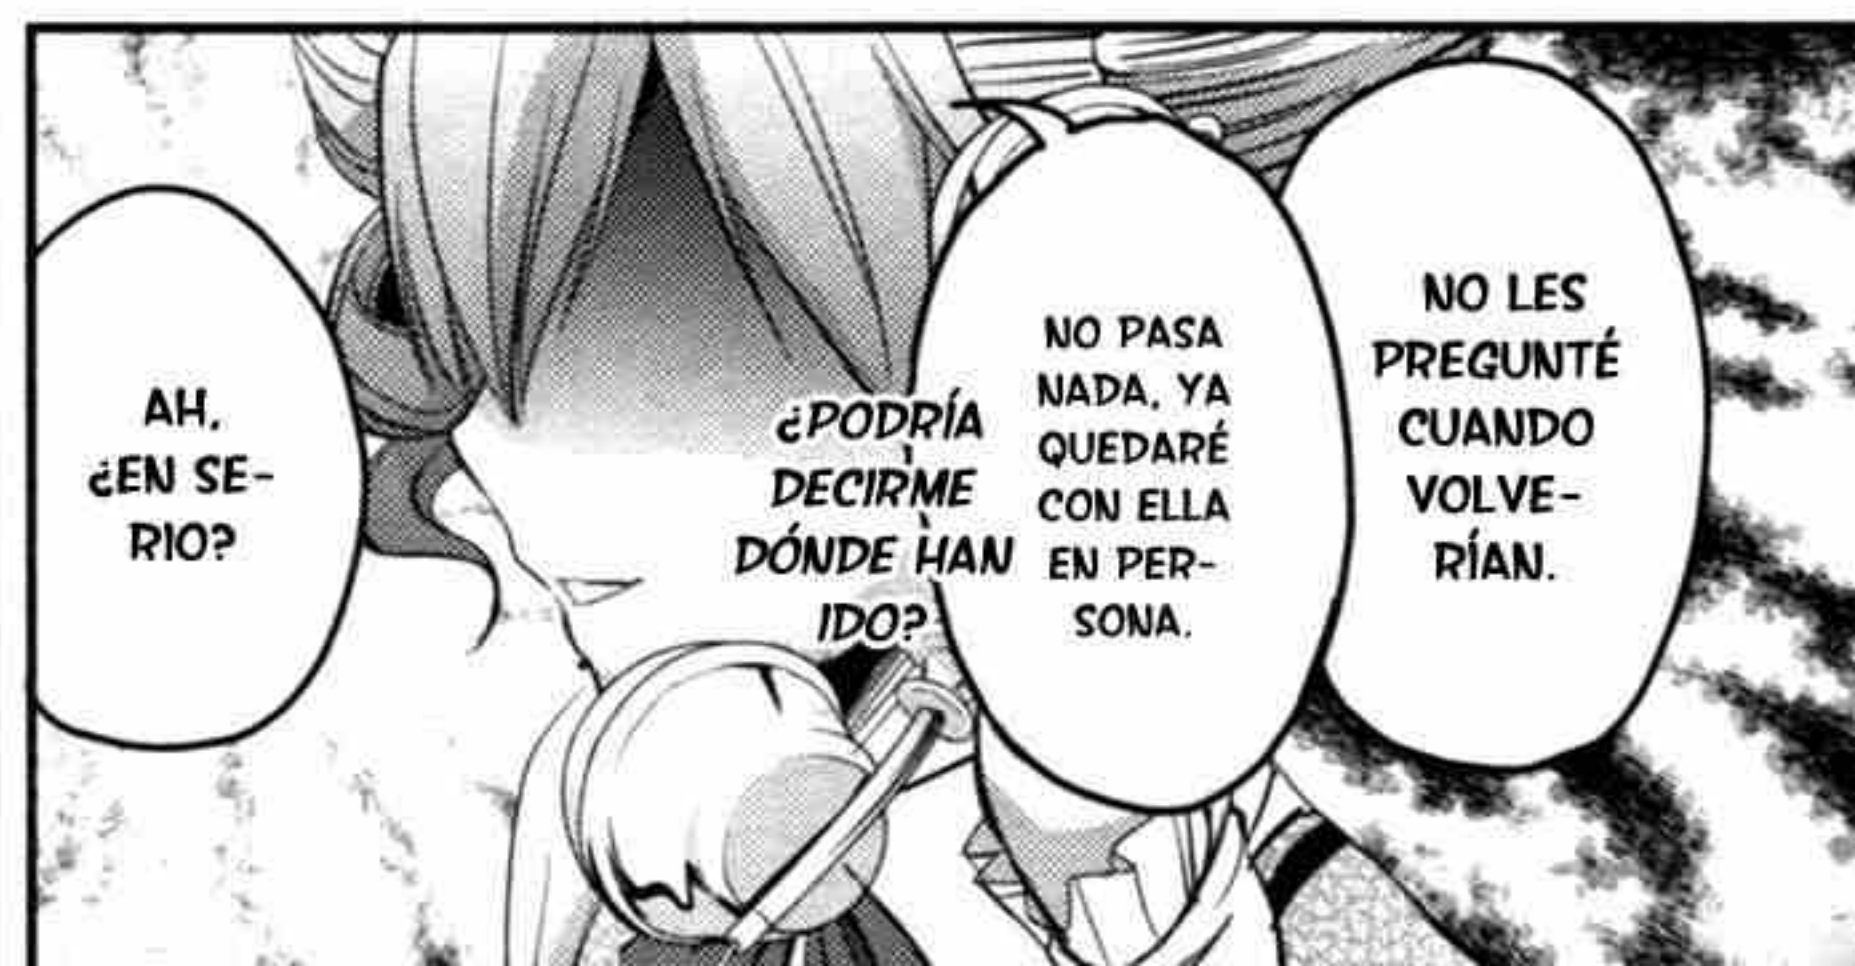 NO LES
PREGUNTÉ
CUANDO
VOLVE-
RÍAN.
NO PASA
NADA, YA
QUEDARÉ
CON ELLA
EN PER-
SONA.
¿PODRÍA
DECIRME
DÓNDE HAN
IDO?
AH,
¿EN SE-
RIO?